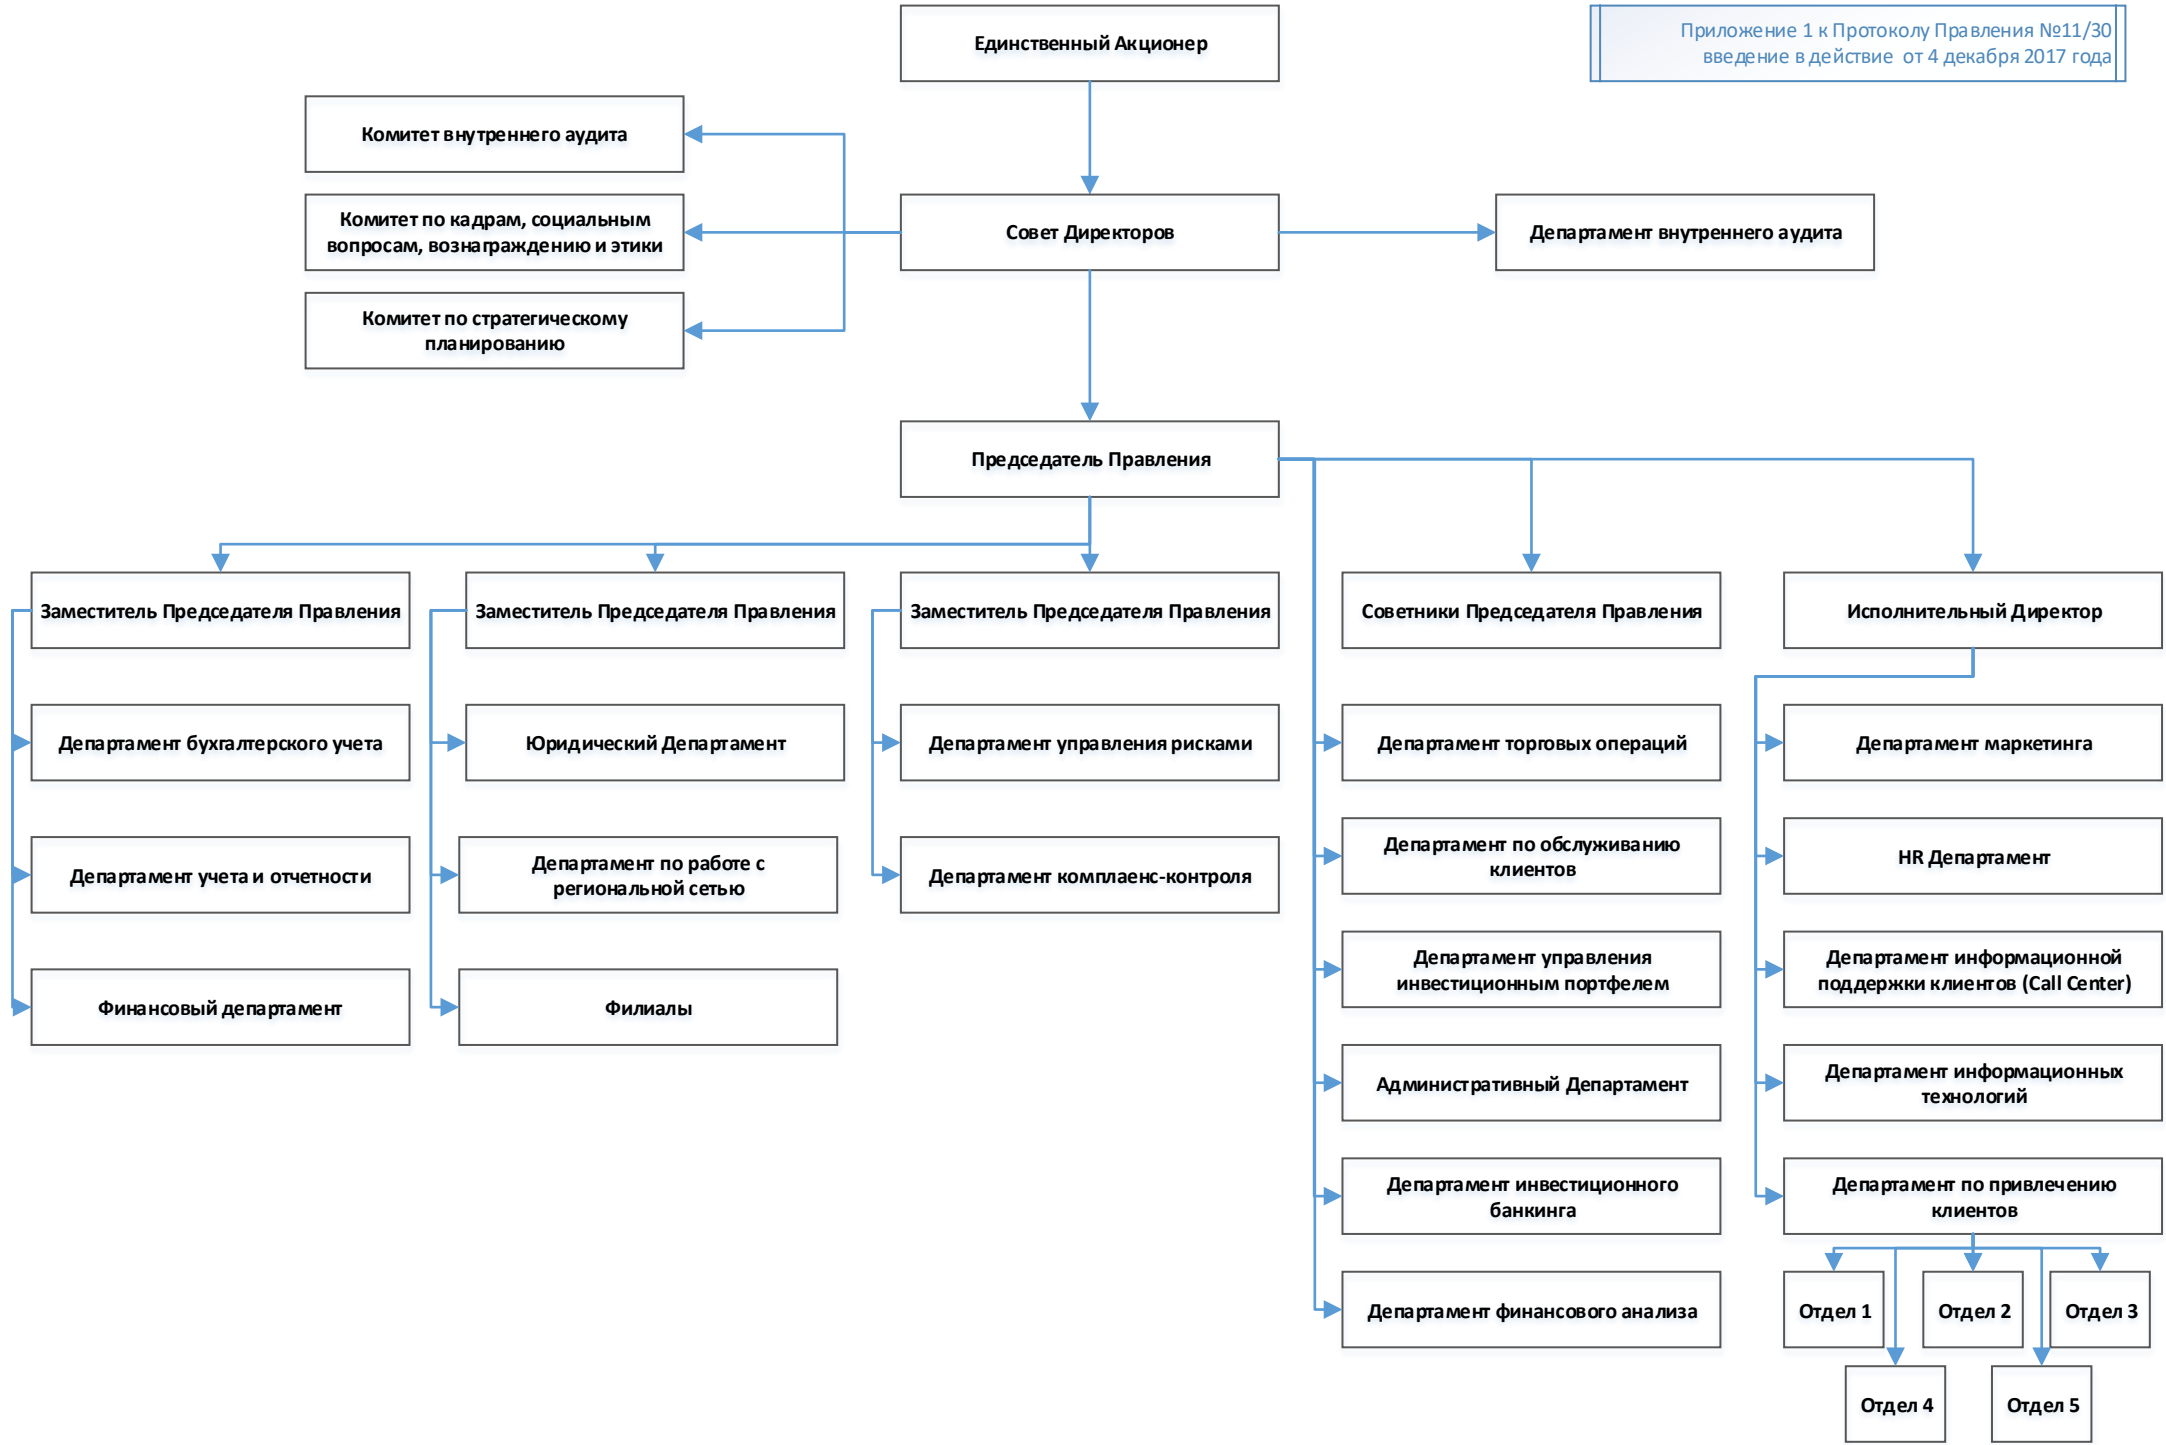 Единственный Акционер
Приложение 1 к Протоколу Правления №11/30
введение в действие от 4 декабря 2017 года
Комитет внутреннего аудита
Комитет по кадрам, социальным
вопросам, вознаграждению и этики
Совет Директоров
Департамент внутреннего аудита
Комитет по стратегическому
планированию
Председатель Правления
Заместитель Председателя Правления
Заместитель Председателя Правления
Заместитель Председателя Правления
Советники Председателя Правления
Исполнительный Директор
Департамент бухгалтерского учета
Юридический Департамент
Департамент управления рисками
Департамент торговых операций
Департамент маркетинга
Департамент по обслуживанию
клиентов
HR Департамент
Департамент учета и отчетности
Департамент по работе с
региональной сетью
Департамент комплаенс-контроля
Департамент управления
инвестиционным портфелем
Департамент информационной
поддержки клиентов (Call Center)
Финансовый департамент
Филиалы
Административный Департамент
Департамент информационных
технологий
Департамент инвестиционного
банкинга
Департамент по привлечению
клиентов
Департамент финансового анализа
Отдел 1
Отдел 2
Отдел 3
Отдел 4
Отдел 5